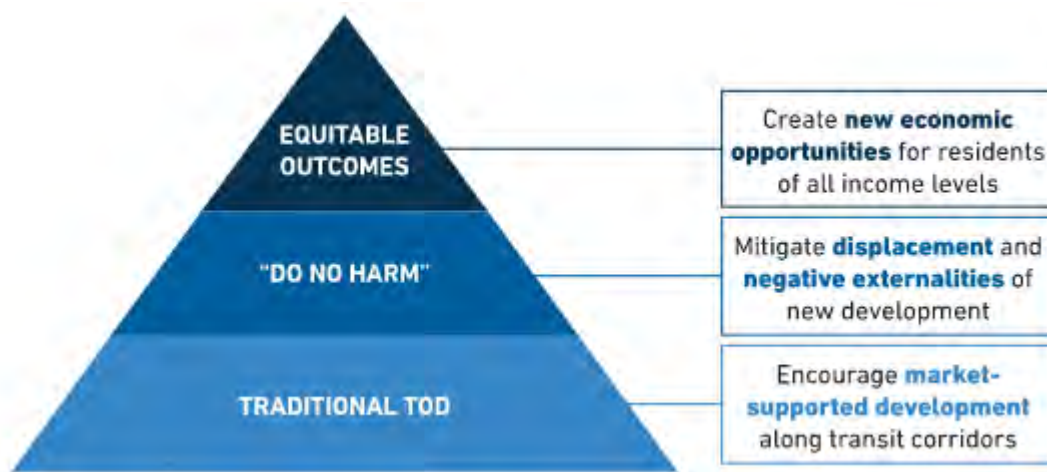 EQUITABLE
OUTCOMES
Create new economic
opportunities for residents
of all income levels
"DO NO HARM"
Mitigate displacement and
negative externalities of
new development
TRADITIONAL TOD
Encourage market-
supported development
along transit corridors